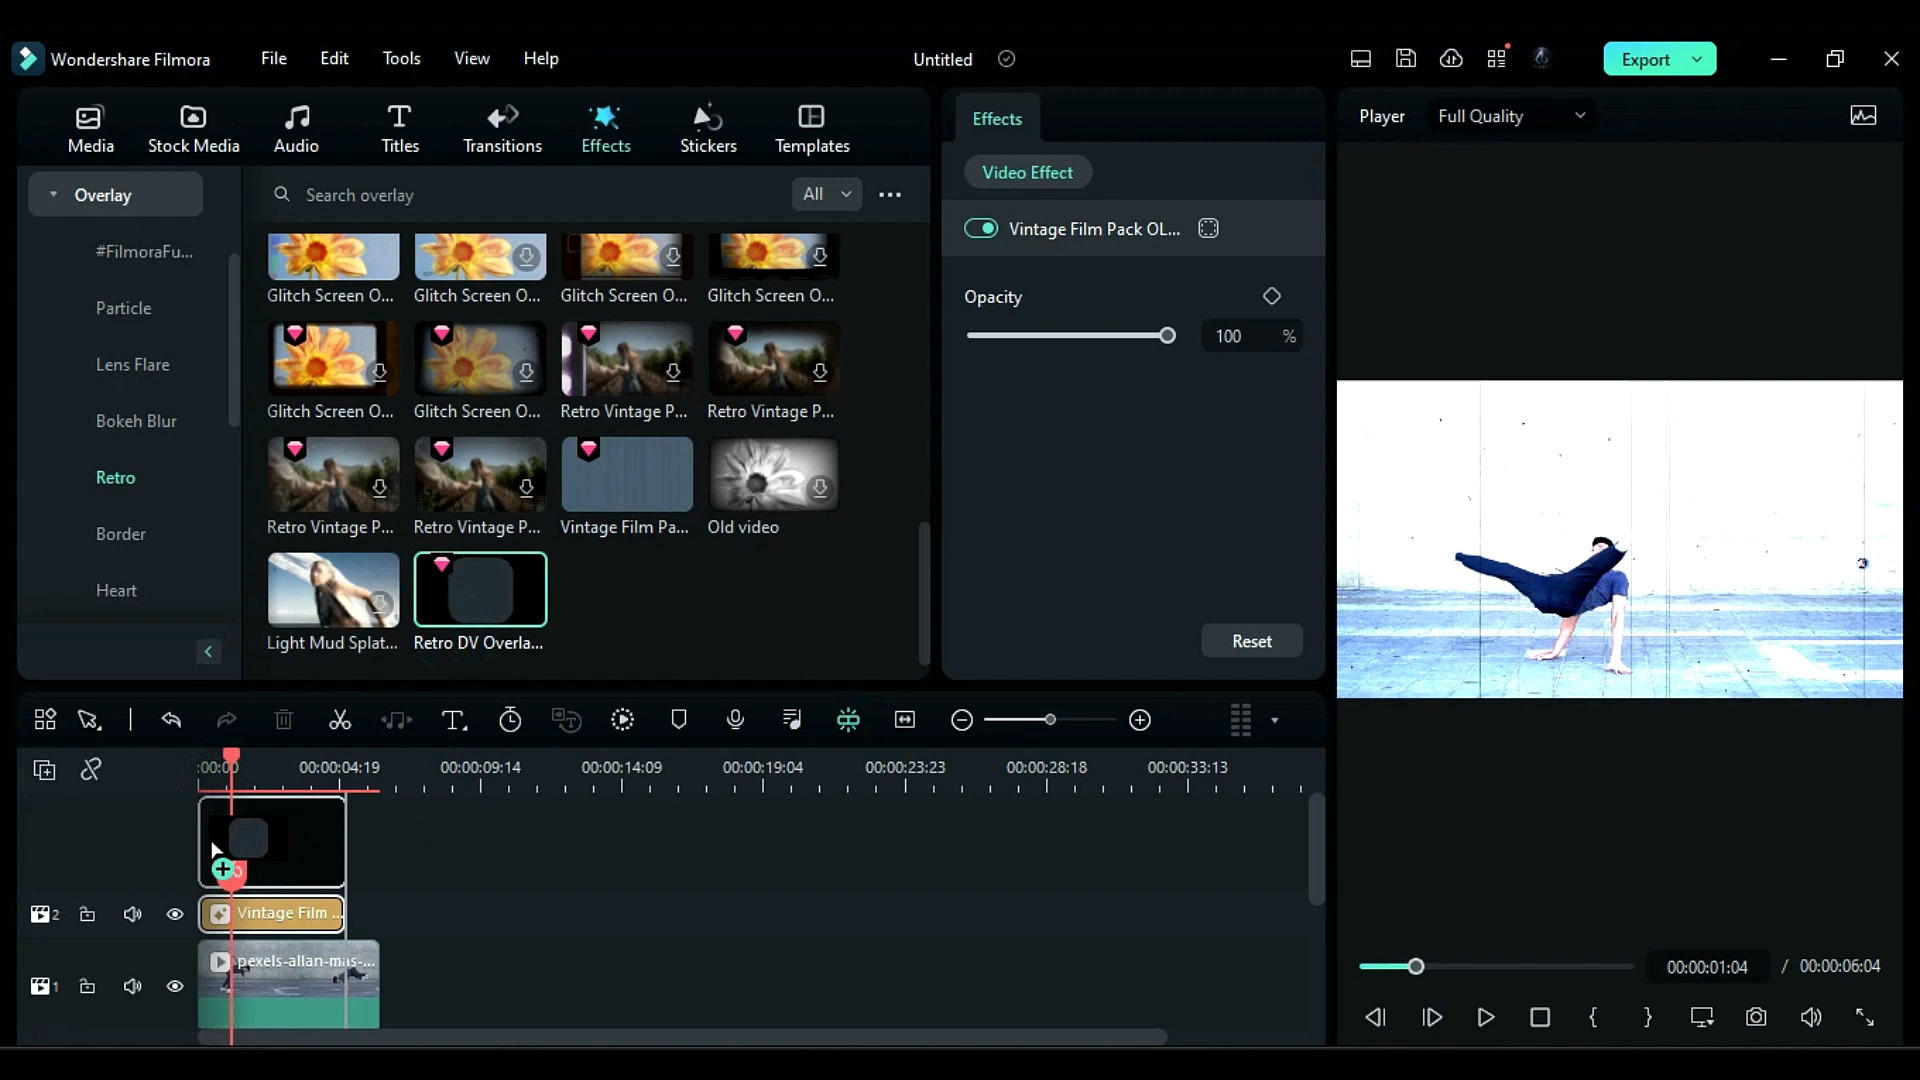 Wondershare Filmora File Edit Tools View Help Untitled Export
Media Stock Media Audio Titles Transitions Effects Stickers Templates
Effects
Player Full Quality
Video Effect
Overlay
Search overlay All
Vintage Film Pack OL...
#FilmoraFu...
Particle
Lens Flare
Bokeh Blur
Retro
Border
Heart
Glitch Screen O... Glitch Screen O... Glitch Screen O... Glitch Screen O...
Glitch Screen O... Glitch Screen O... Retro Vintage P... Retro Vintage P...
Retro Vintage P... Retro Vintage P... Vintage Film Pa... Old video
Light Mud Splat... Retro DV Overla...
Opacity
100 %
Reset
:00:00 00:00:04:19 00:00:09:14 00:00:14:09 00:00:19:04 00:00:23:23 00:00:28:18 00:00:33:13
2
Vintage Film ...
pexels-allan-mas-...
1
00:00:01:04 / 00:00:06:04